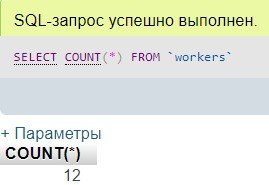 SQL-запрос успешно выполнен.
SELECT COUNT(*) FROM `workers`
+ Параметры
COUNT(*)
12